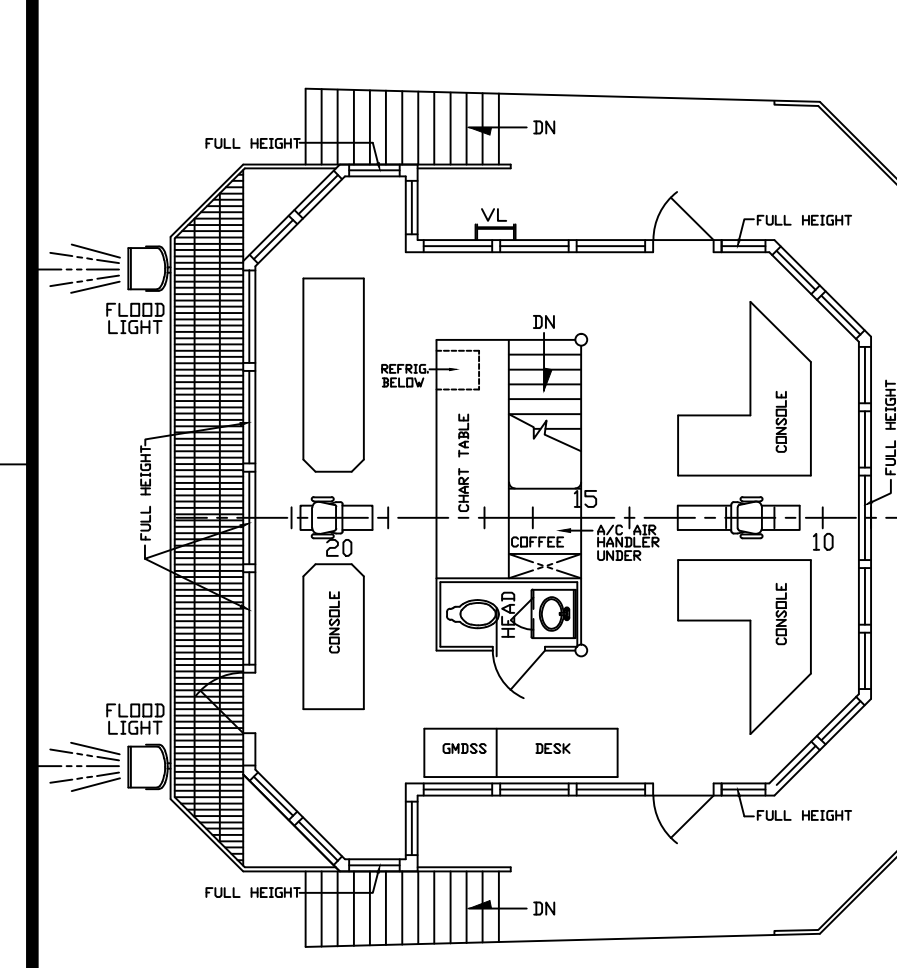 DN
FULL HEIGHT
VL
FULL HEIGHT
FLOOD
LIGHT
DN
REFRIG.
BELOW
CHART TABLE
CONSOLE
FULL HEIGHT
FULL HEIGHT
15
20
COFFEE
A/C AIR
HANDLER
UNDER
10
HEAD
CONSOLE
CONSOLE
FLOOD
LIGHT
GMDSS
DESK
FULL HEIGHT
FULL HEIGHT
DN